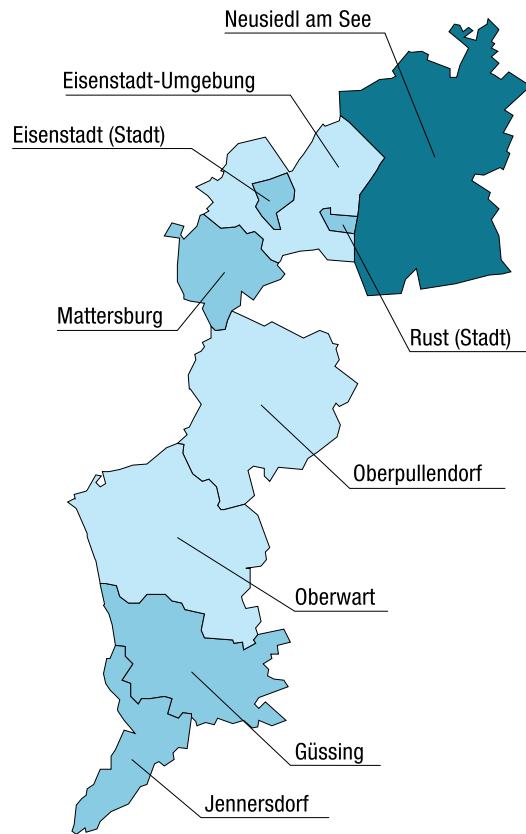 Neusiedl am See
Eisenstadt-Umgebung
Eisenstadt (Stadt)
Mattersburg
Rust (Stadt)
Oberpullendorf
Oberwart
Güssing
Jennersdorf